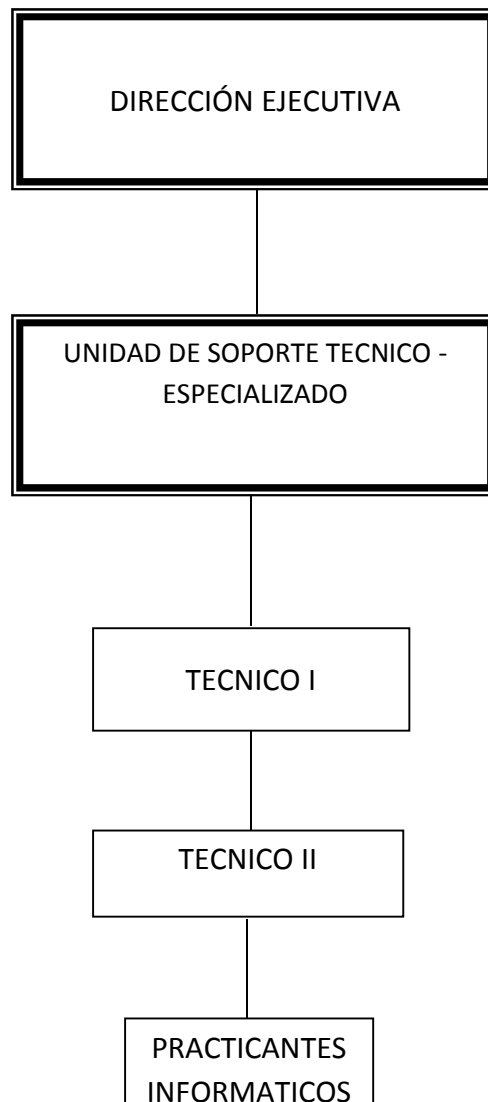 DIRECCIÓN EJECUTIVA
UNIDAD DE SOPORTE TECNICO -
ESPECIALIZADO
TECNICO I
TECNICO II
PRACTICANTES
INFORMATICOS